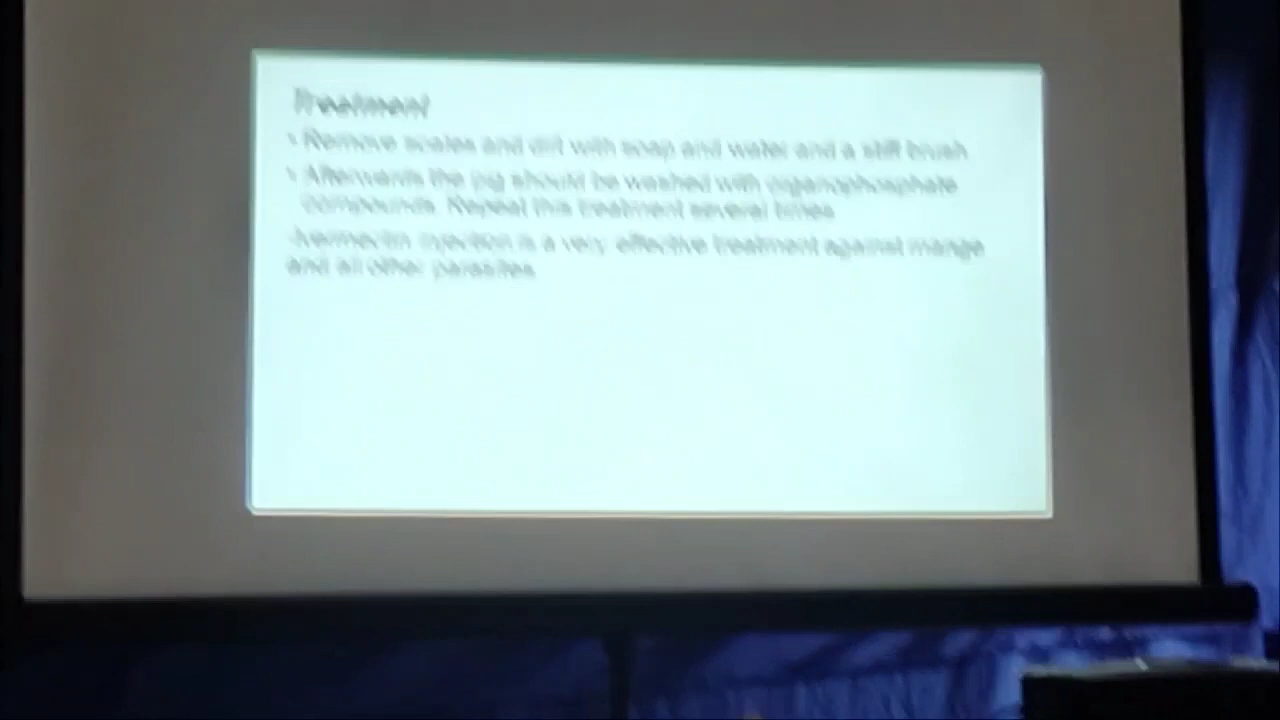 Treatment
• Remove scales and dirt with soap and water and a stiff brush
• Afterwards the pig should be washed with organophosphate
compounds. Repeat this treatment several times
-Ivermectin injection is a very effective treatment against mange
and all other parasites.